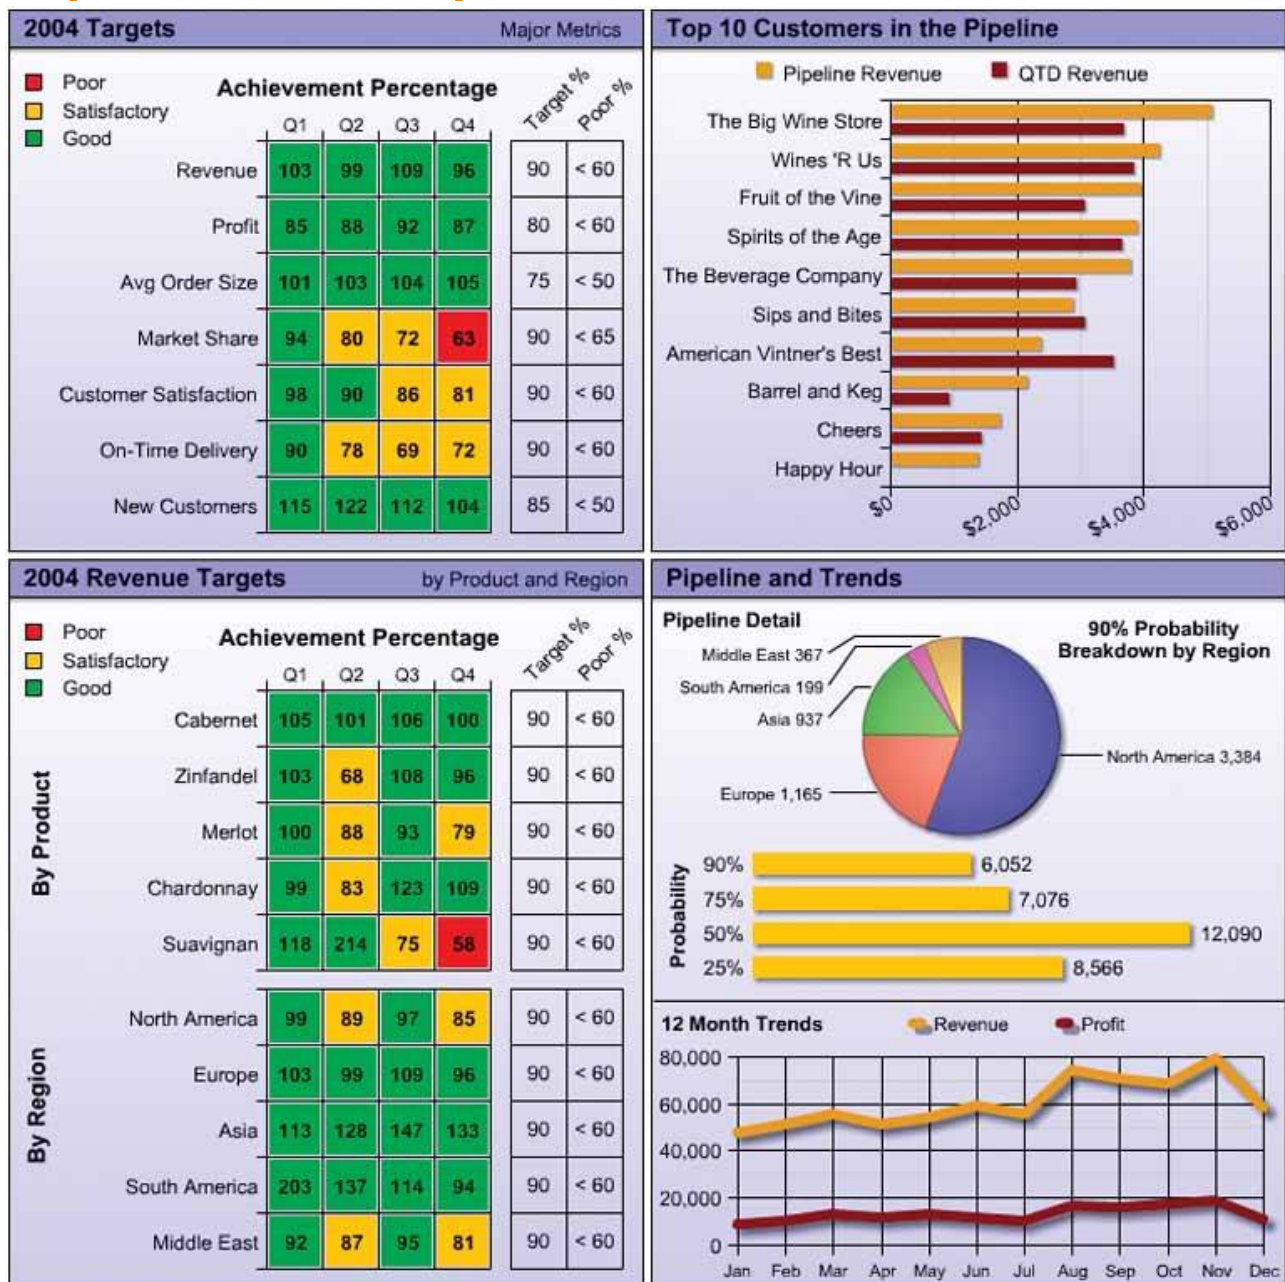 2004 Targets Major Metrics
Poor
Satisfactory
Good
Achievement Percentage
Q1 Q2 Q3 Q4 Target % Poor %
Revenue 103 99 109 96 90 < 60
Profit 85 88 92 87 80 < 60
Avg Order Size 101 103 104 105 75 < 50
Market Share 94 80 72 63 90 < 65
Customer Satisfaction 98 90 86 81 90 < 60
On-Time Delivery 90 78 69 72 90 < 60
New Customers 115 122 112 104 85 < 50
Top 10 Customers in the Pipeline
Pipeline Revenue QTD Revenue
The Big Wine Store
Wines 'R Us
Fruit of the Vine
Spirits of the Age
The Beverage Company
Sips and Bites
American Vintner's Best
Barrel and Keg
Cheers
Happy Hour
$0 $2,000 $4,000 $6,000
2004 Revenue Targets by Product and Region
Poor
Satisfactory
Good
Achievement Percentage
Q1 Q2 Q3 Q4 Target % Poor %
By Product
Cabernet 105 101 106 100 90 < 60
Zinfandel 103 68 108 96 90 < 60
Merlot 100 88 93 79 90 < 60
Chardonnay 99 83 123 109 90 < 60
Suavignan 118 214 75 58 90 < 60
By Region
North America 99 89 97 85 90 < 60
Europe 103 99 109 96 90 < 60
Asia 113 128 147 133 90 < 60
South America 203 137 114 94 90 < 60
Middle East 92 87 95 81 90 < 60
Pipeline and Trends
Pipeline Detail
90% Probability
Breakdown by Region
Middle East 367
South America 199
Asia 937
North America 3,384
Europe 1,165
Probability
90% 6,052
75% 7,076
50% 12,090
25% 8,566
12 Month Trends Revenue Profit
80,000
60,000
40,000
20,000
0
Jan Feb Mar Apr May Jun Jul Aug Sep Oct Nov Dec